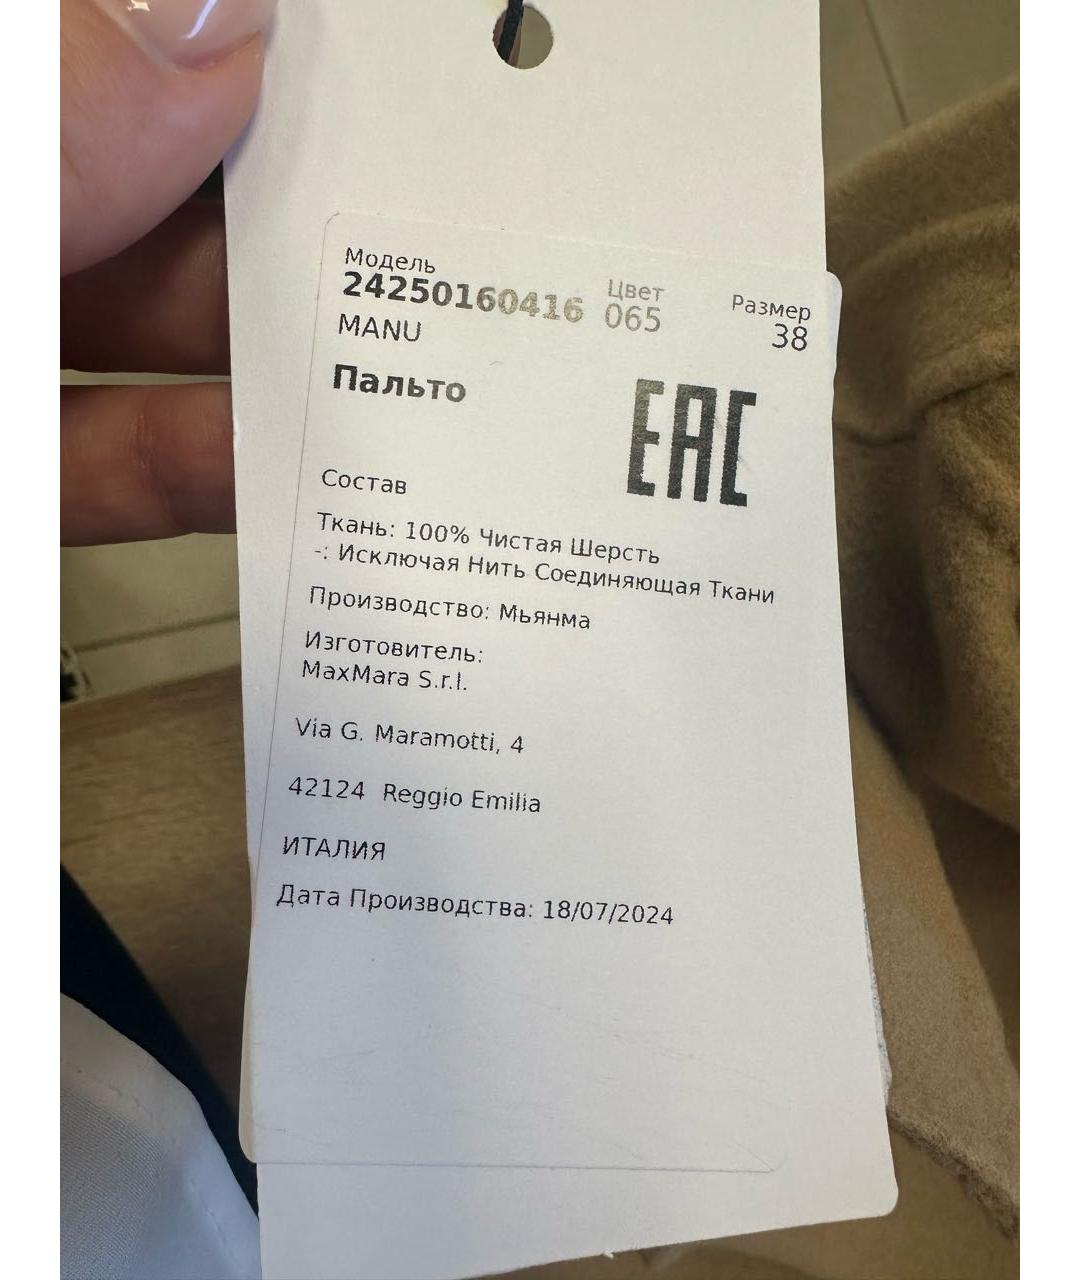 Модель
24250160416
Цвет
065
Размер
38
MANU
Пальто
EAC
Состав
Ткань: 100% Чистая Шерсть
-: Исключая Нить Соединяющая Ткани
Производство: Мьянма
Изготовитель:
MaxMara S.r.l.
Via G. Maramotti, 4
42124 Reggio Emilia
ИТАЛИЯ
Дата Производства: 18/07/2024